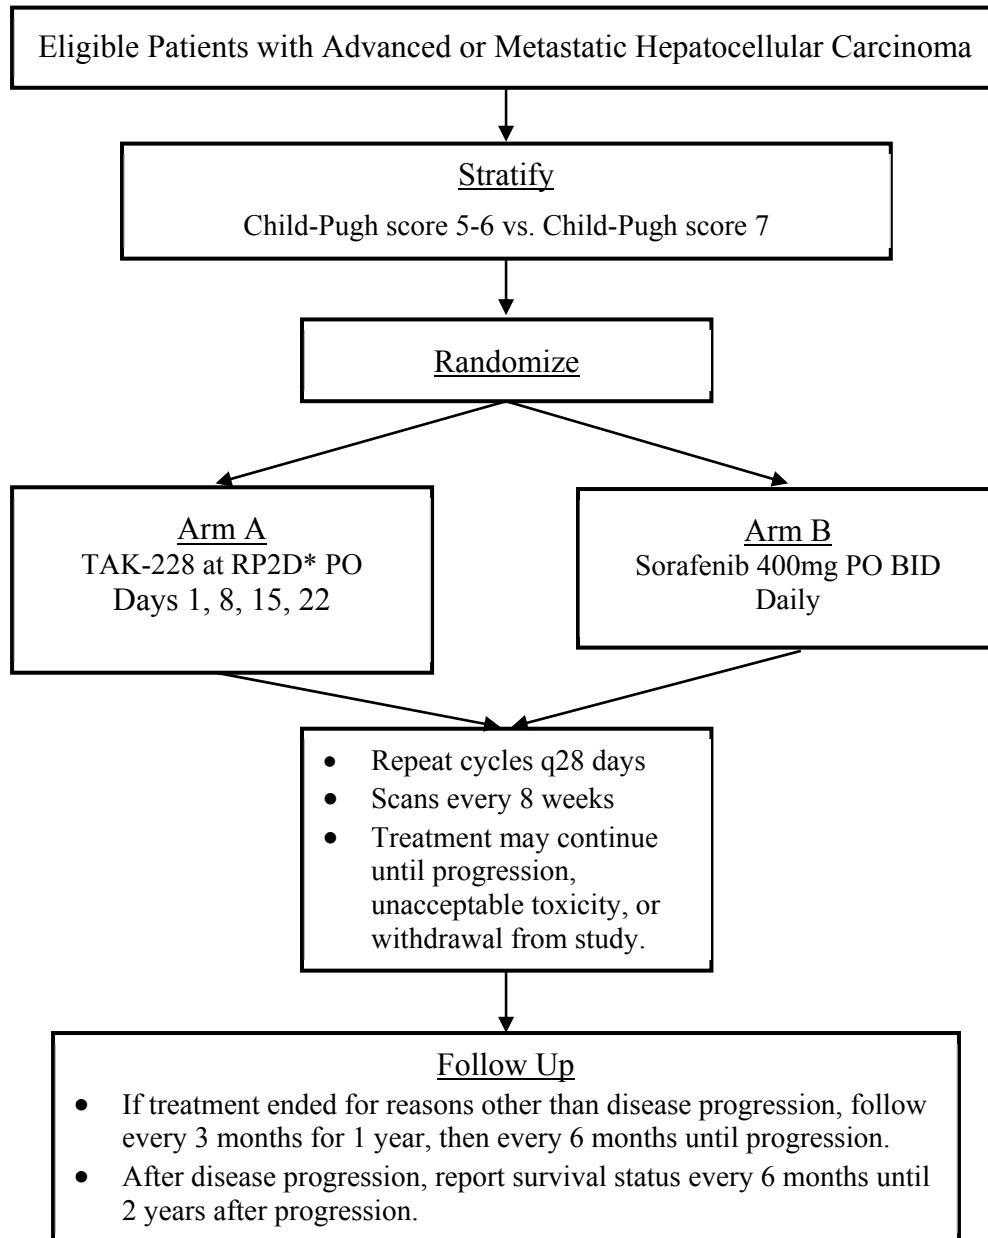 Eligible Patients with Advanced or Metastatic Hepatocellular Carcinoma
Stratify
Child-Pugh score 5-6 vs. Child-Pugh score 7
Randomize
Arm A
TAK-228 at RP2D* PO
Days 1, 8, 15, 22
Arm B
Sorafenib 400mg PO BID
Daily
• Repeat cycles q28 days
• Scans every 8 weeks
• Treatment may continue
until progression,
unacceptable toxicity, or
withdrawal from study.
Follow Up
• If treatment ended for reasons other than disease progression, follow
every 3 months for 1 year, then every 6 months until progression.
• After disease progression, report survival status every 6 months until
2 years after progression.